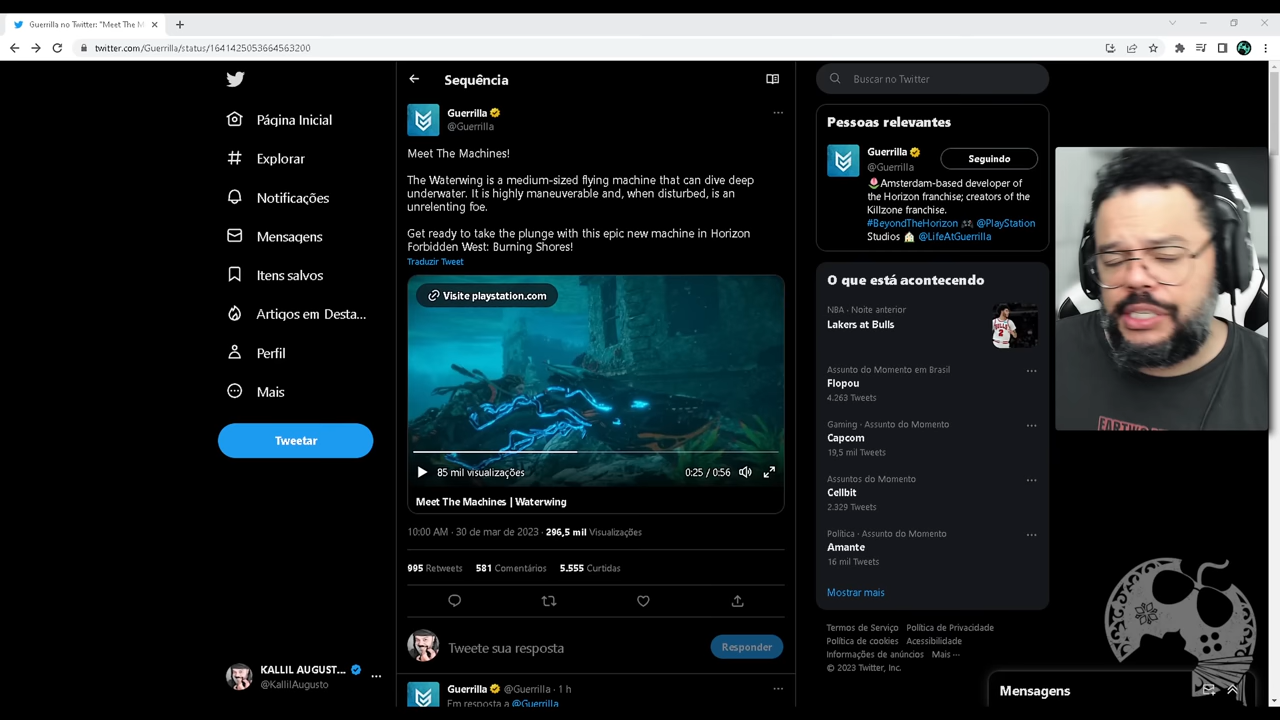 Guerrilla no Twitter: "Meet The M
twitter.com/Guerrilla/status/1641425053664563200
Página Inicial
Explorar
Notificações
Mensagens
Itens salvos
Artigos em Desta...
Perfil
Mais
Tweetar
KALLIL AUGUST...
@KallilAugusto
Sequência
Guerrilla
@Guerrilla
Meet The Machines!
The Waterwing is a medium-sized flying machine that can dive deep
underwater. It is highly maneuverable and, when disturbed, is an
unrelenting foe.
Get ready to take the plunge with this epic new machine in Horizon
Forbidden West: Burning Shores!
Traduzir Tweet
Visite playstation.com
85 mil visualizações
0:25 / 0:56
Meet The Machines | Waterwing
10:00 AM · 30 de mar de 2023 · 296,5 mil Visualizações
995 Retweets 581 Comentários 5.555 Curtidas
Tweete sua resposta
Responder
Guerrilla @Guerrilla · 1 h
Em resposta a @Guerrilla
Buscar no Twitter
Pessoas relevantes
Guerrilla
@Guerrilla
Seguindo
Amsterdam-based developer of
the Horizon franchise; creators of the
Killzone franchise.
#BeyondTheHorizon @PlayStation
Studios @LifeAtGuerrilla
O que está acontecendo
NBA · Noite anterior
Lakers at Bulls
Assunto do Momento em Brasil
Flopou
4.263 Tweets
Gaming · Assunto do Momento
Capcom
19,5 mil Tweets
Assuntos do Momento
Cellbit
2.329 Tweets
Política · Assunto do Momento
Amante
16 mil Tweets
Mostrar mais
Termos de Serviço Política de Privacidade
Política de cookies Acessibilidade
Informações de anúncios Mais ...
© 2023 Twitter, Inc.
Mensagens